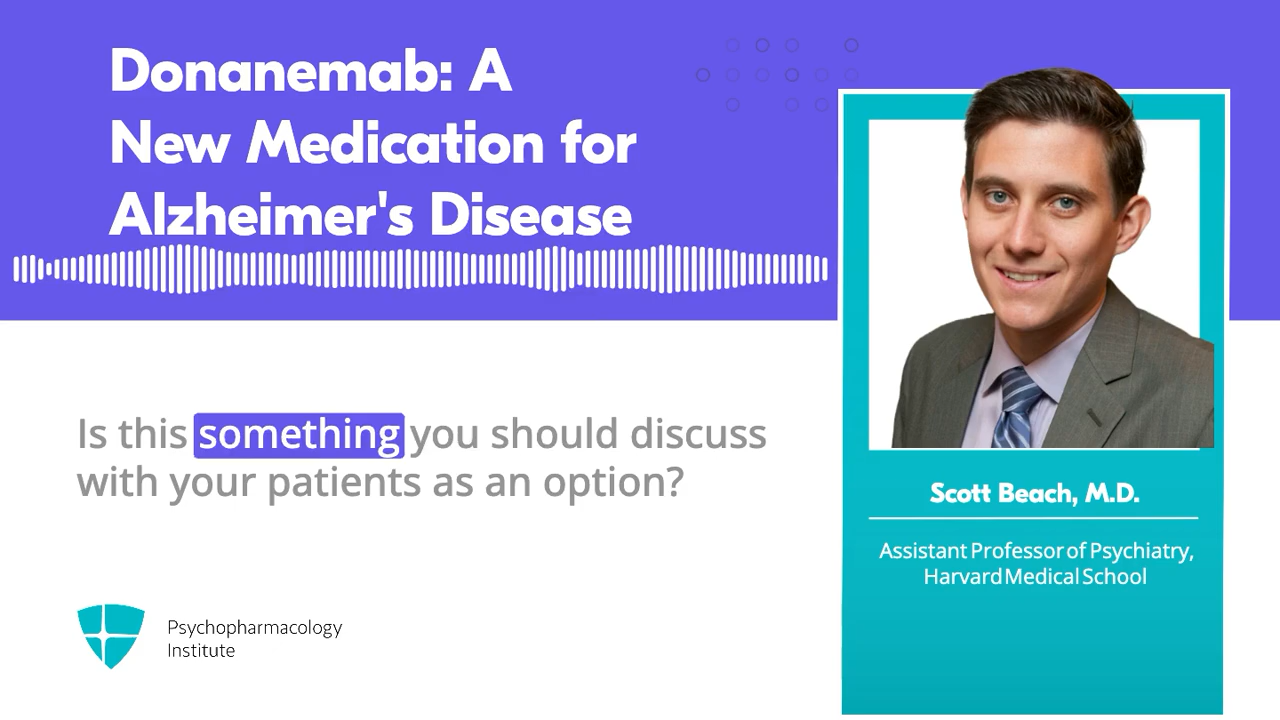 Donanemab: A
New Medication for
Alzheimer's Disease
Is this something you should discuss
with your patients as an option?
Scott Beach, M.D.
Assistant Professor of Psychiatry,
Harvard Medical School
Psychopharmacology
Institute